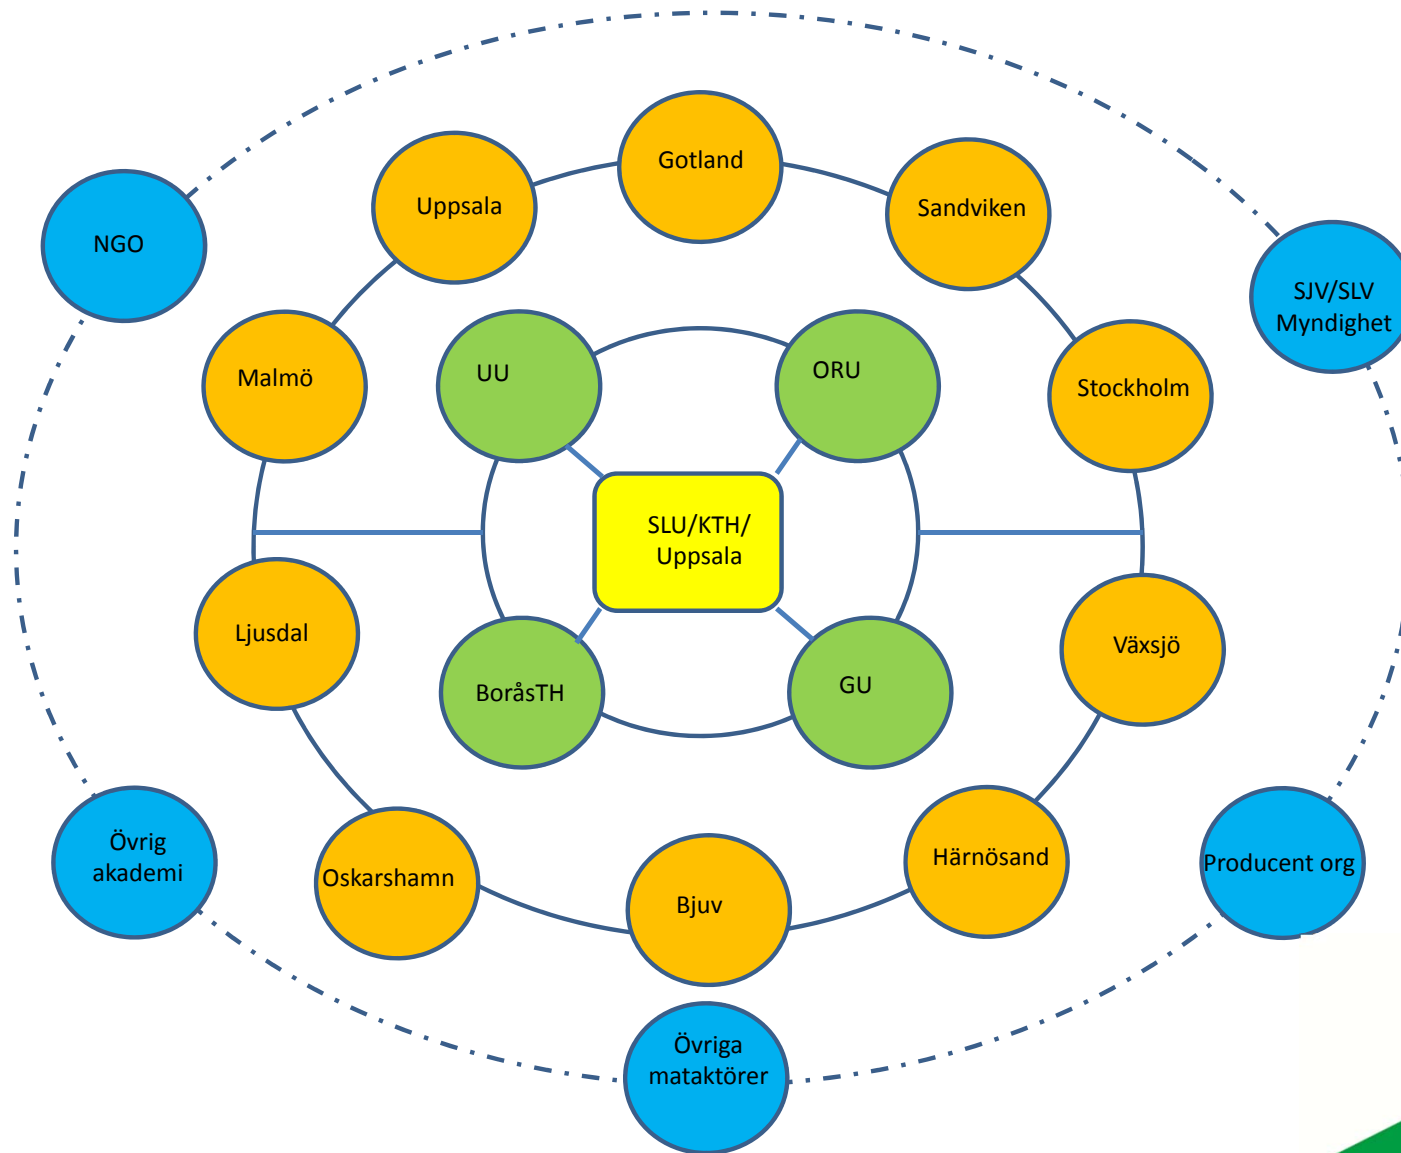 Gotland
Uppsala
Sandviken
NGO
SJV/SLV
Myndighet
Malmö
UU
ORU
Stockholm
SLU/KTH/
Uppsala
Ljusdal
Växsjö
BoråsTH
GU
Övrig
akademi
Oskarshamn
Bjuv
Härnösand
Producent org
Övriga
mataktörer